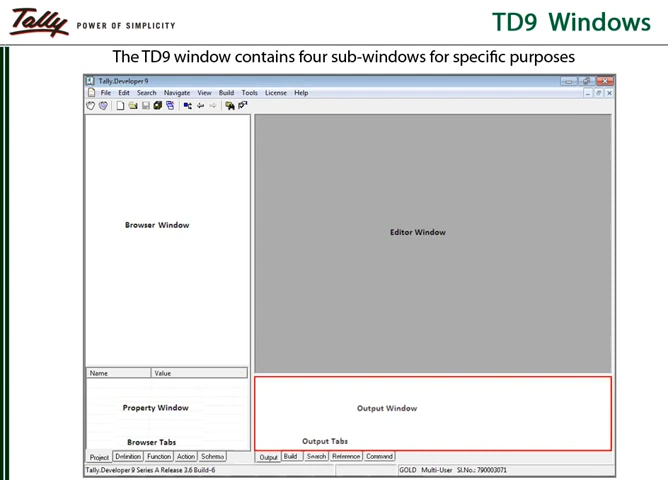 Tally POWER OF SIMPLICITY
TD9 Windows
The TD9 window contains four sub-windows for specific purposes
Tally.Developer 9
File Edit Search Navigate View Build Tools License Help
Browser Window
Editor Window
Name Value
Property Window
Browser Tabs
Project Definition Function Action Schema
Output Window
Output Tabs
Output Build Search Reference Command
Tally.Developer 9 Series A Release 3.6 Build-6
GOLD Multi-User Sl.No.: 790003071